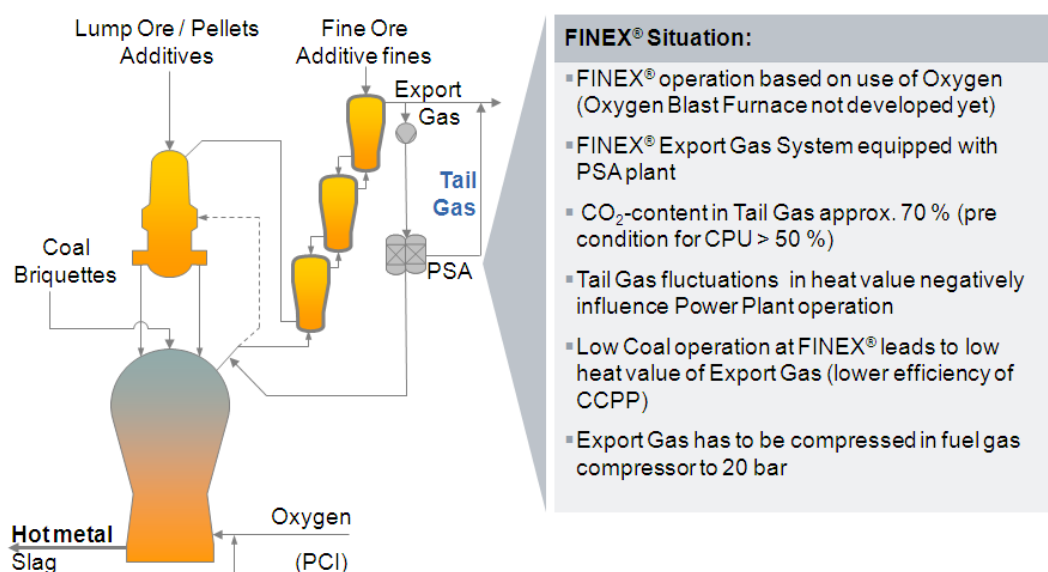 Lump Ore / Pellets
Additives
Fine Ore
Additive fines
Export
Gas
Tail
Gas
PSA
Coal
Briquettes
Oxygen
(PCI)
Hot metal
Slag
FINEX® Situation:
▪FINEX® operation based on use of Oxygen
(Oxygen Blast Furnace not developed yet)
▪FINEX® Export Gas System equipped with
PSA plant
▪ CO₂-content in Tail Gas approx. 70 % (pre
condition for CPU > 50 %)
▪Tail Gas fluctuations in heat value negatively
influence Power Plant operation
▪Low Coal operation at FINEX® leads to low
heat value of Export Gas (lower efficiency of
CCPP)
▪Export Gas has to be compressed in fuel gas
compressor to 20 bar